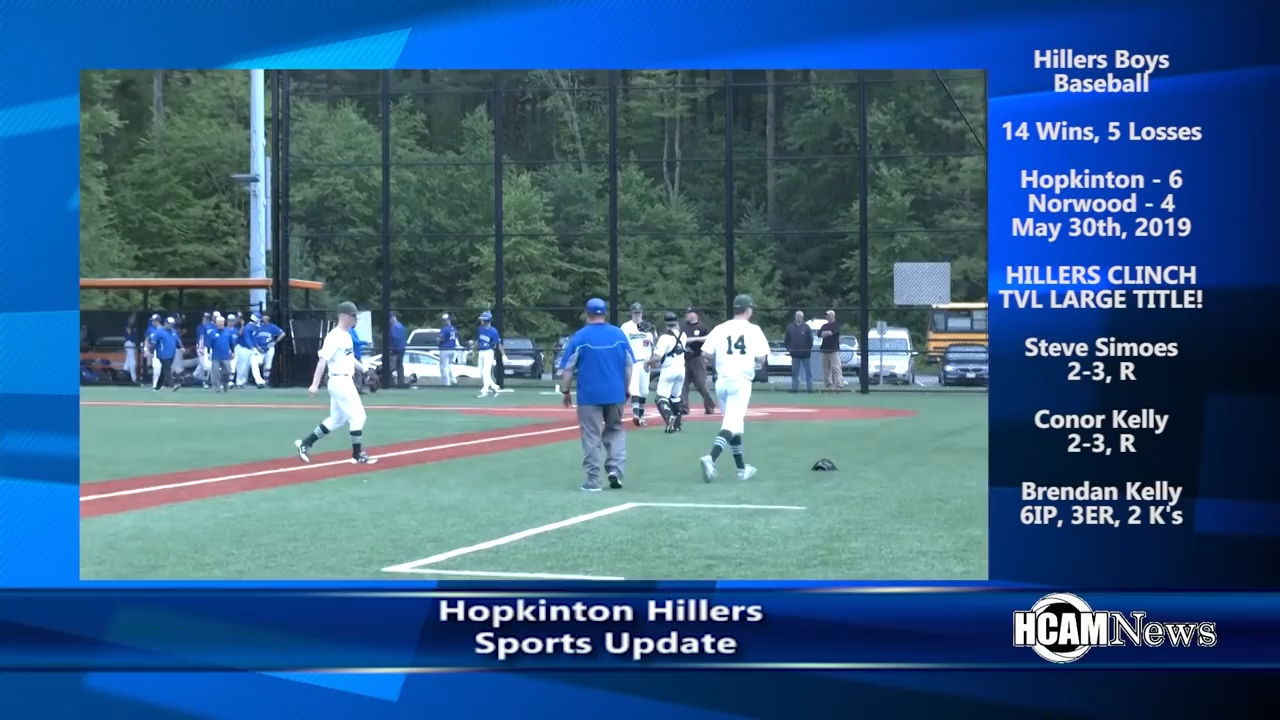 Hillers Boys
Baseball
14 Wins, 5 Losses
Hopkinton - 6
Norwood - 4
May 30th, 2019
HILLERS CLINCH
TVL LARGE TITLE!
Steve Simoes
2-3, R
Conor Kelly
2-3, R
Brendan Kelly
6IP, 3ER, 2 K's
14
Hopkinton Hillers
Sports Update
HCAMNews